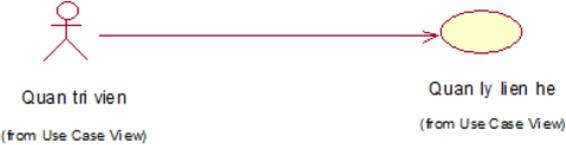 Quan tri vien
(from Use Case View)
Quan ly lien he
(from Use Case View)